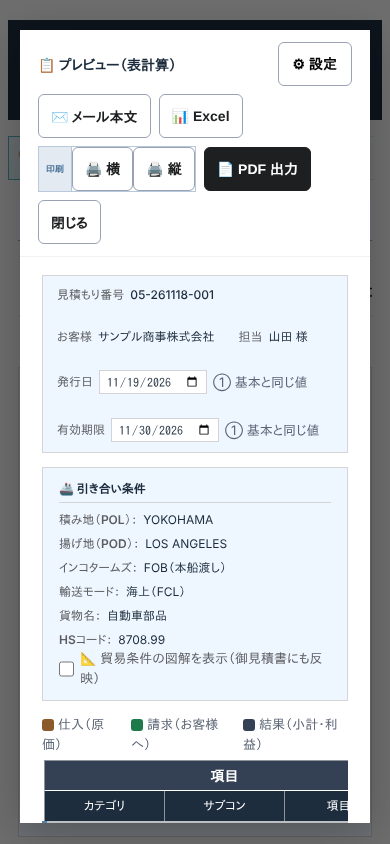 📋 プレビュー（表計算）
⚙ 設定
✉️ メール本文
📊 Excel
印刷
🖨️ 横
🖨️ 縦
📄 PDF 出力
閉じる
見積もり番号 05-261118-001
お客様 サンプル商事株式会社 担当 山田 様
発行日 11/19/2026 ① 基本と同じ値
有効期限 11/30/2026 ① 基本と同じ値
🚢 引き合い条件
積み地（POL）： YOKOHAMA
揚げ地（POD）： LOS ANGELES
インコタームズ： FOB（本船渡し）
輸送モード： 海上（FCL）
貨物名： 自動車部品
HSコード： 8708.99
📐 貿易条件の図解を表示（御見積書にも反
映）
仕入（原価）
請求（お客様へ）
結果（小計・利益）
項目
カテゴリ
サブコン
項目